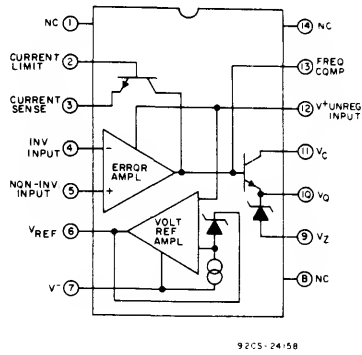 NC 1
14 NC
CURRENT
LIMIT 2
13 FREQ
COMP
CURRENT
SENSE 3
12 V+UNREG
INPUT
INV
INPUT 4
11 VC
ERROR
AMPL
NON-INV
INPUT 5
10 VO
VREF 6
VOLT
REF
AMPL
9 VZ
V- 7
8 NC
92CS-24158